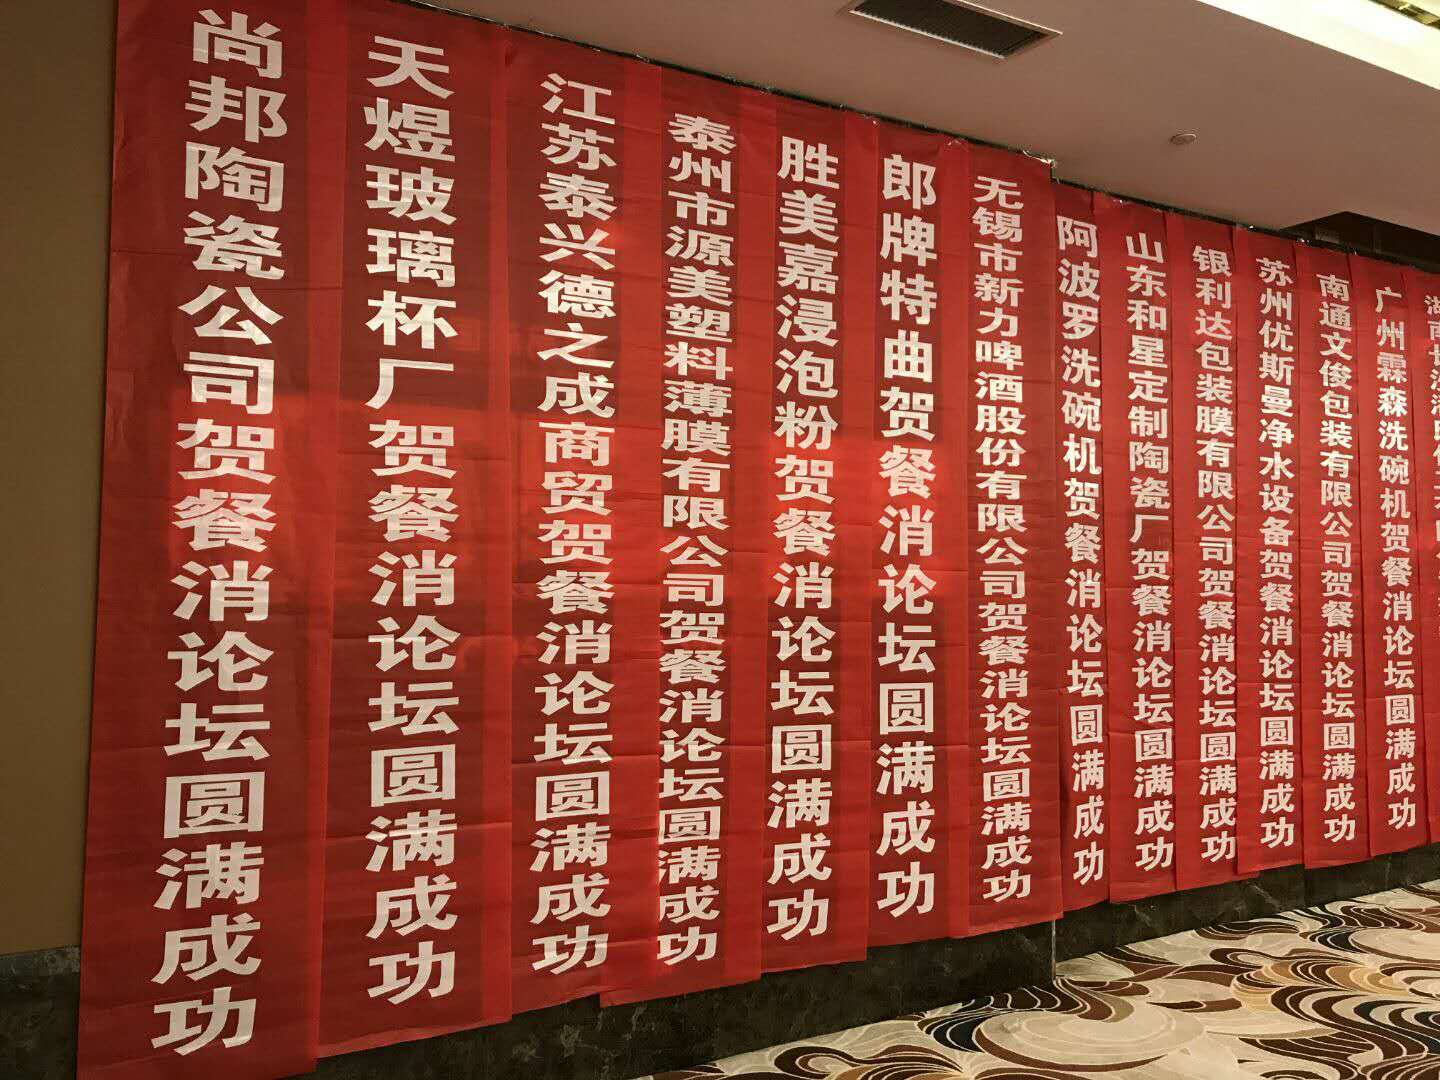 尚邦陶瓷公司贺餐消论坛圆满成功
天煜玻璃杯厂贺餐消论坛圆满成功
江苏泰兴德之成商贸贺餐消论坛圆满成功
泰州市源美塑料薄膜有限公司贺餐消论坛圆满成功
胜美嘉浸泡粉贺餐消论坛圆满成功
郎牌特曲贺餐消论坛圆满成功
无锡市新力啤酒股份有限公司贺餐消论坛圆满成功
阿波罗洗碗机贺餐消论坛圆满成功
山东和星定制陶瓷厂贺餐消论坛圆满成功
银利达包装膜有限公司贺餐消论坛圆满成功
苏州优斯曼净水设备贺餐消论坛圆满成功
南通文俊包装有限公司贺餐消论坛圆满成功
广州霖森洗碗机贺餐消论坛圆满成功
湖南长沙